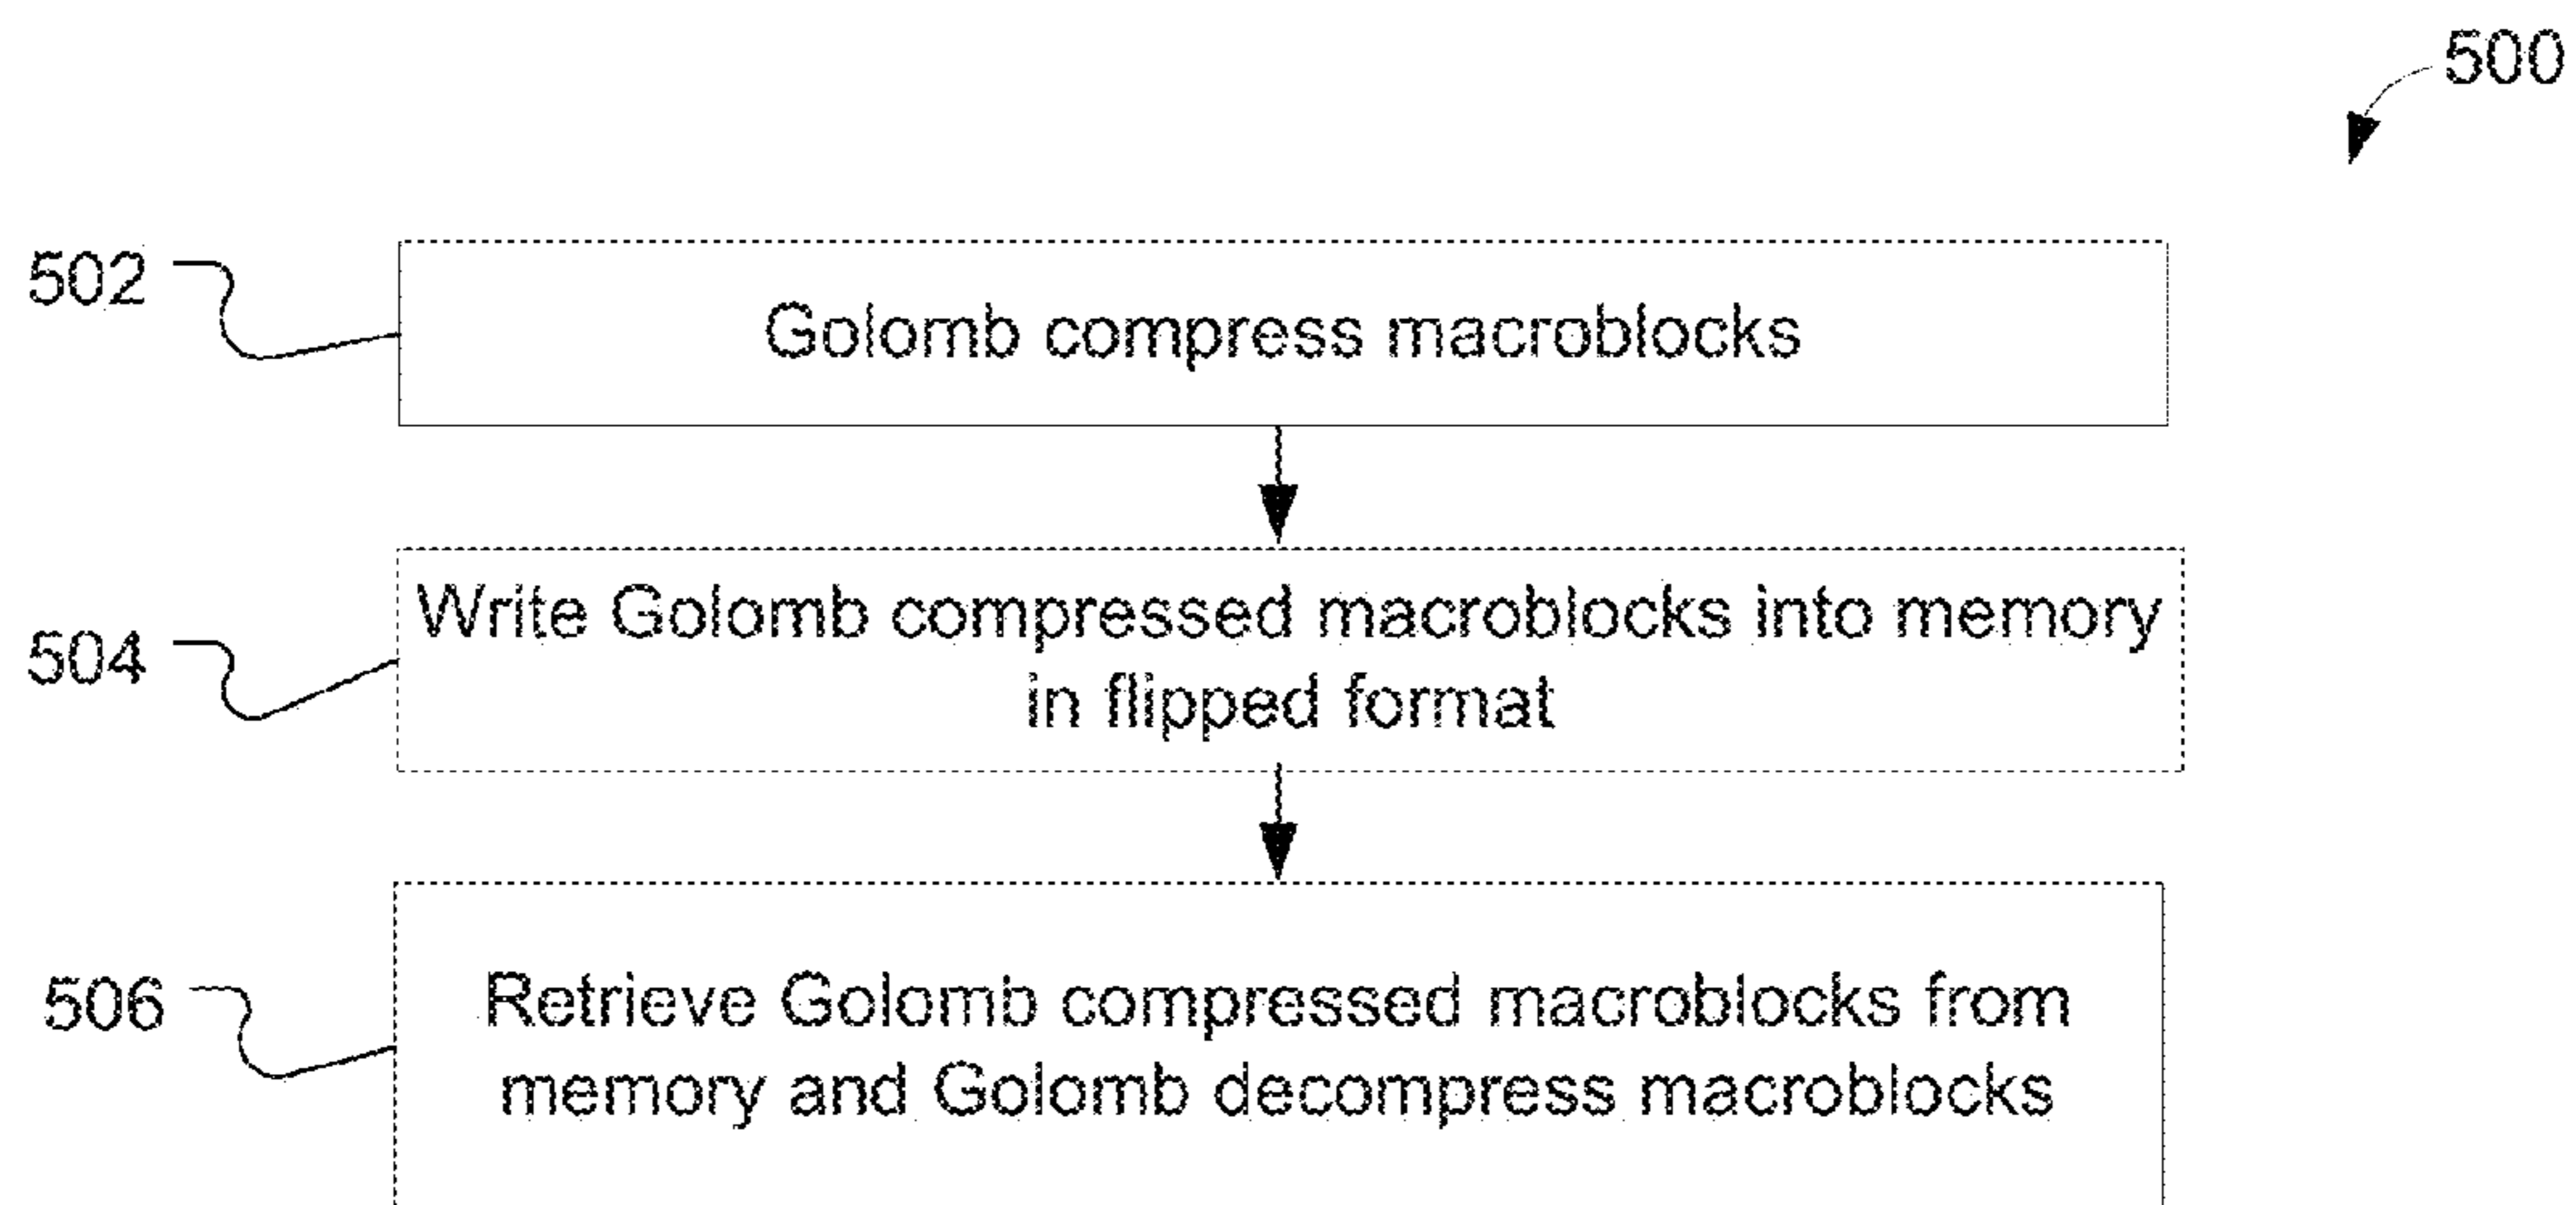 500
502
Golomb compress macroblocks
504
Write Golomb compressed macroblocks into memory
in flipped format
506
Retrieve Golomb compressed macroblocks from
memory and Golomb decompress macroblocks